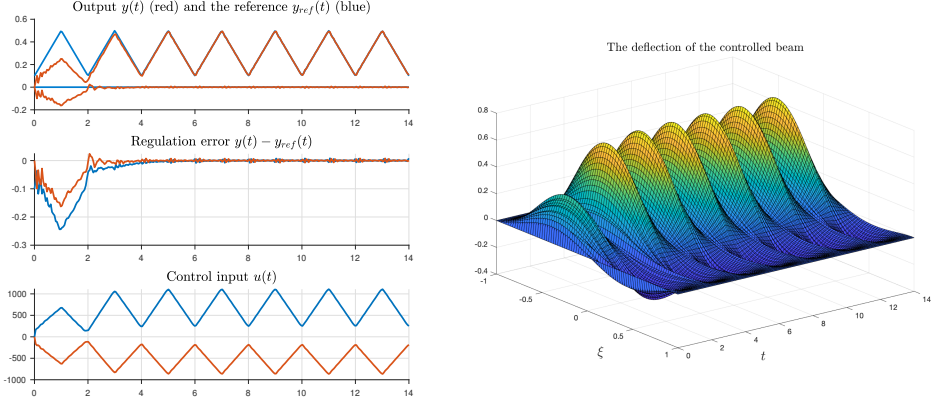 Output y(t) (red) and the reference y_ref(t) (blue)
0.6
0.4
0.2
0
-0.2
0 2 4 6 8 10 12 14
Regulation error y(t) − y_ref(t)
0
-0.1
-0.2
-0.3
0 2 4 6 8 10 12 14
Control input u(t)
1000
500
0
-500
-1000
0 2 4 6 8 10 12 14
The deflection of the controlled beam
0.8
0.6
0.4
0.2
0
-0.2
-0.4
-1
-0.5
0
0.5
1
ξ
0 2 4 6 8 10 12 14
t